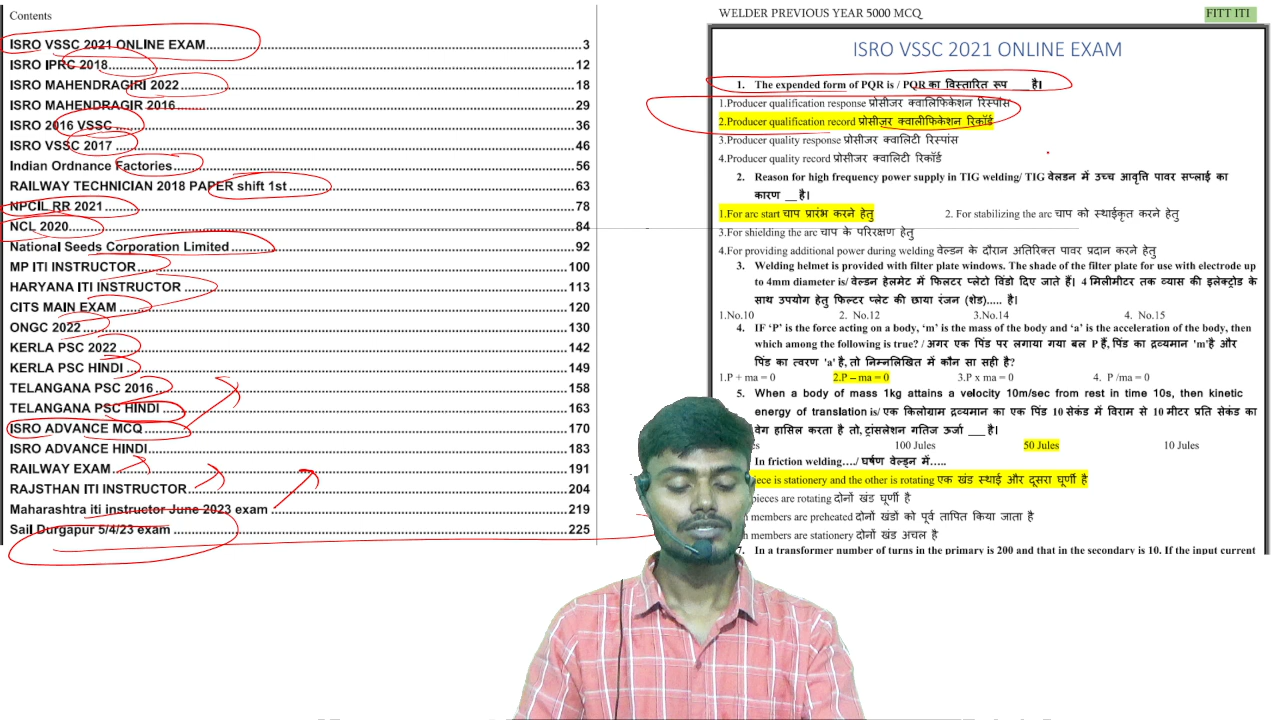 Contents
ISRO VSSC 2021 ONLINE EXAM....3
ISRO IPRC 2018....12
ISRO MAHENDRAGIRI 2022....18
ISRO MAHENDRAGIR 2016....29
ISRO 2016 VSSC....36
ISRO VSSC 2017....46
Indian Ordnance Factories....56
RAILWAY TECHNICIAN 2018 PAPER shift 1st....63
NPCIL RR 2021....78
NCL 2020....84
National Seeds Corporation Limited....92
MP ITI INSTRUCTOR....100
HARYANA ITI INSTRUCTOR....113
CITS MAIN EXAM....120
ONGC 2022....130
KERLA PSC 2022....142
KERLA PSC HINDI....149
TELANGANA PSC 2016....158
TELANGANA PSC HINDI....163
ISRO ADVANCE MCQ....170
ISRO ADVANCE HINDI....183
RAILWAY EXAM....191
RAJSTHAN ITI INSTRUCTOR....204
Maharashtra iti instructor June 2023 exam....219
Sail Durgapur 5/4/23 exam....225
WELDER PREVIOUS YEAR 5000 MCQ FITT ITI
ISRO VSSC 2021 ONLINE EXAM
1. The expended form of PQR is / PQR का विस्तारित रूप है।
1.Producer qualification response प्रोसीजर क्वालिफिकेशन रिस्पांस
2.Producer qualification record प्रोसीजर क्वालीफिकेशन रिकॉर्ड
3.Producer quality response प्रोसीजर क्वालिटी रिस्पांस
4.Producer quality record प्रोसीजर क्वालिटी रिकॉर्ड
2. Reason for high frequency power supply in TIG welding/ TIG वेलडन में उच्च आवृत्ति पावर सप्लाई का
कारण __ है।
1.For arc start चाप प्रारंभ करने हेतु 2. For stabilizing the arc चाप को स्थाईकृत करने हेतु
3.For shielding the arc चाप के परिरक्षण हेतु
4.For providing additional power during welding वेल्डन के दौरान अतिरिक्त पावर प्रदान करने हेतु
3. Welding helmet is provided with filter plate windows. The shade of the filter plate for use with electrode up
to 4mm diameter is/ वेल्डन हेलमेट में फिलटर प्लेटो विंडो दिए जाते हैं। 4 मिलीमीटर तक व्यास की इलेक्ट्रोड के
साथ उपयोग हेतु फिल्टर प्लेट की छाया रंजन (शेड)..... है।
1.No.10 2. No.12 3.No.14 4. No.15
4. IF ‘P’ is the force acting on a body, ‘m’ is the mass of the body and ‘a’ is the acceleration of the body, then
which among the following is true? / अगर एक पिंड पर लगाया गया बल P हैं, पिंड का द्रव्यमान 'm'है और
पिंड का त्वरण 'a' है, तो निम्नलिखित में कौन सा सही है?
1.P + ma = 0 2.P – ma = 0 3.P x ma = 0 4. P /ma = 0
5. When a body of mass 1kg attains a velocity 10m/sec from rest in time 10s, then kinetic
energy of translation is/ एक किलोग्राम द्रव्यमान का एक पिंड 10 सेकंड में विराम से 10 मीटर प्रति सेकंड का
वेग हासिल करता है तो, ट्रांसलेशन गतिज ऊर्जा ___ है।
100 Jules 50 Jules 10 Jules
In friction welding…./ घर्षण वेल्ड्न में…..
is stationery and the other is rotating एक खंड स्थाई और दूसरा घूर्णी है
pieces are rotating दोनों खंड घूर्णी है
members are preheated दोनों खंडों को पूर्व तापित किया जाता है
members are stationery दोनों खंड अचल है
7. In a transformer number of turns in the primary is 200 and that in the secondary is 10. If the input current